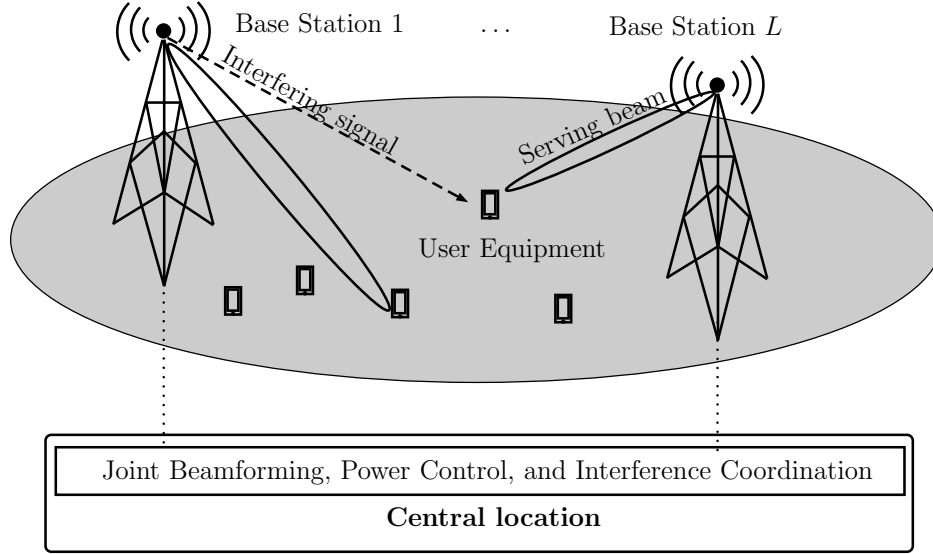 Base Station 1
...
Base Station L
Interfering signal
Serving beam
User Equipment
Joint Beamforming, Power Control, and Interference Coordination
Central location